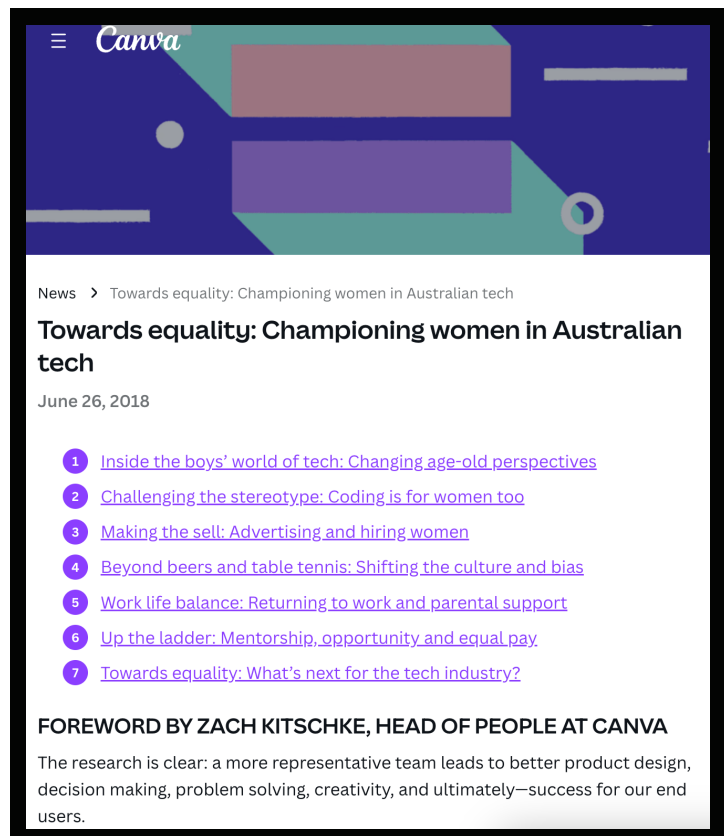 Canva
News > Towards equality: Championing women in Australian tech
Towards equality: Championing women in Australian
tech
June 26, 2018
1 Inside the boys’ world of tech: Changing age-old perspectives
2 Challenging the stereotype: Coding is for women too
3 Making the sell: Advertising and hiring women
4 Beyond beers and table tennis: Shifting the culture and bias
5 Work life balance: Returning to work and parental support
6 Up the ladder: Mentorship, opportunity and equal pay
7 Towards equality: What’s next for the tech industry?
FOREWORD BY ZACH KITSCHKE, HEAD OF PEOPLE AT CANVA
The research is clear: a more representative team leads to better product design,
decision making, problem solving, creativity, and ultimately—success for our end
users.